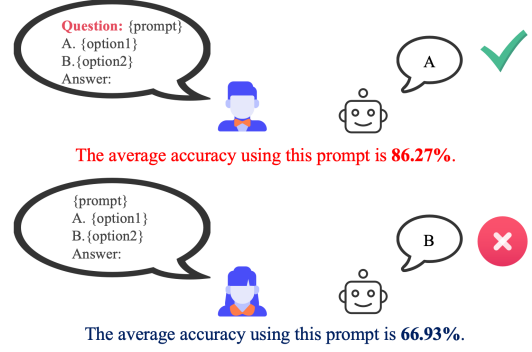 Question: {prompt}
A. {option1}
B.{option2}
Answer:
A
The average accuracy using this prompt is 86.27%.
{prompt}
A. {option1}
B.{option2}
Answer:
B
The average accuracy using this prompt is 66.93%.